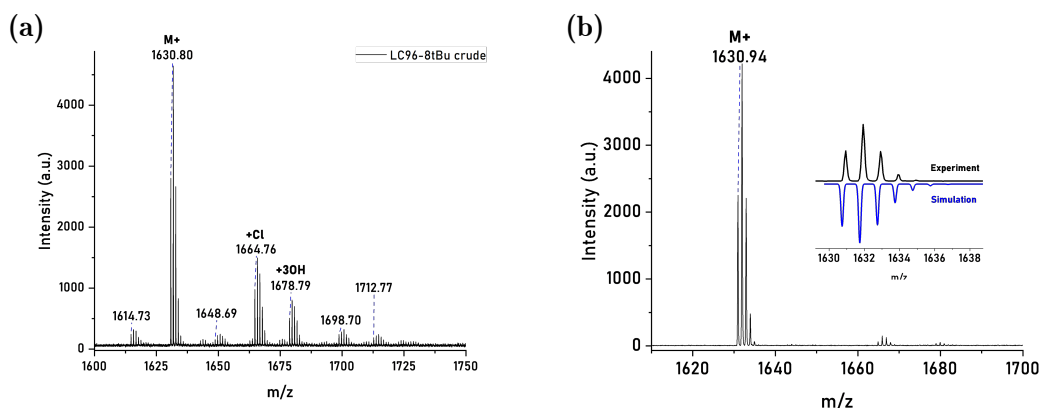 (a)
M+
1630.80
LC96-8tBu crude
4000
3000
2000
1000
0
Intensity (a.u.)
+Cl
1664.76
+3OH
1678.79
1712.77
1614.73
1648.69
1698.70
1600 1625 1650 1675 1700 1725 1750
m/z
(b)
M+
1630.94
4000
3000
2000
1000
0
Intensity (a.u.)
Experiment
Simulation
1630 1632 1634 1636 1638
m/z
1620 1640 1660 1680 1700
m/z